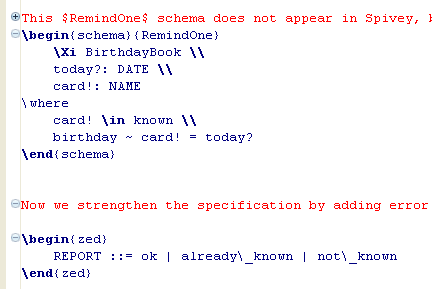 This $RemindOne$ schema does not appear in Spivey,
\begin{schema}{RemindOne}
\Xi BirthdayBook \\
today?: DATE \\
card!: NAME
\where
card! \in known \\
birthday ~ card! = today?
\end{schema}
Now we strengthen the specification by adding error
\begin{zed}
REPORT ::= ok | already\_known | not\_known
\end{zed}